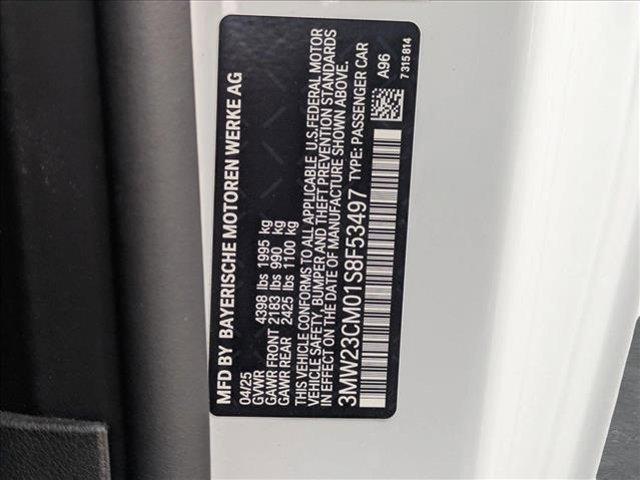 MFD BY BAYERISCHE MOTOREN WERKE AG
04/25
GVWR 4398 lbs 1995 kg
GAWR FRONT 2183 lbs 990 kg
GAWR REAR 2425 lbs 1100 kg
THIS VEHICLE CONFORMS TO ALL APPLICABLE U.S.FEDERAL MOTOR
VEHICLE SAFETY, BUMPER AND THEFT PREVENTION STANDARDS
IN EFFECT ON THE DATE OF MANUFACTURE SHOWN ABOVE.
3MW23CM01S8F53497 TYPE: PASSENGER CAR
A96
7 315 814